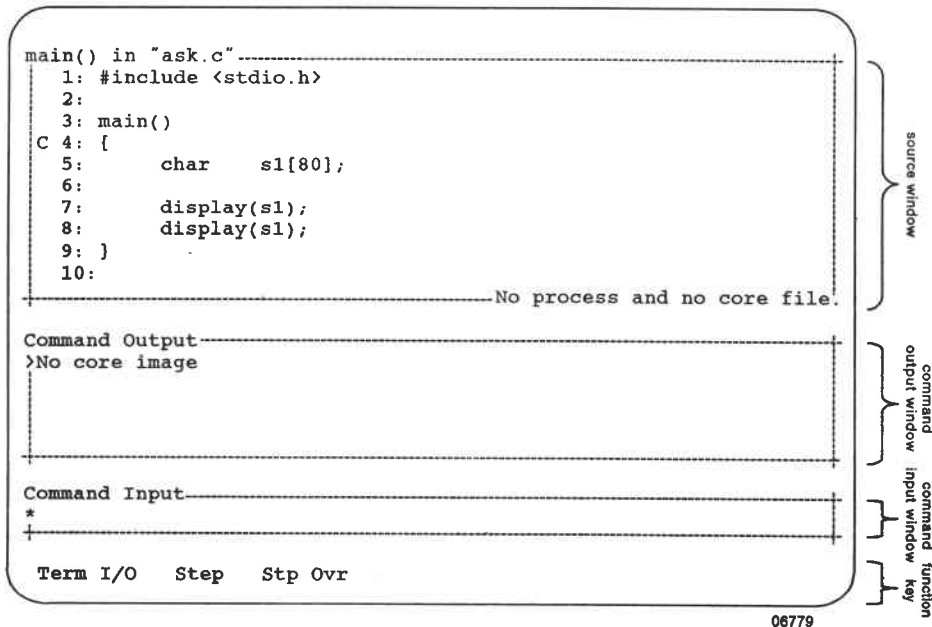 main() in "ask.c"
1: #include <stdio.h>
2:
3: main()
C 4: {
5: char s1[80];
6:
7: display(s1);
8: display(s1);
9: }
10:
No process and no core file.
source window
Command Output
>No core image
command
output window
Command Input
*
command
input window
Term I/O Step Stp Ovr
function
key
06779